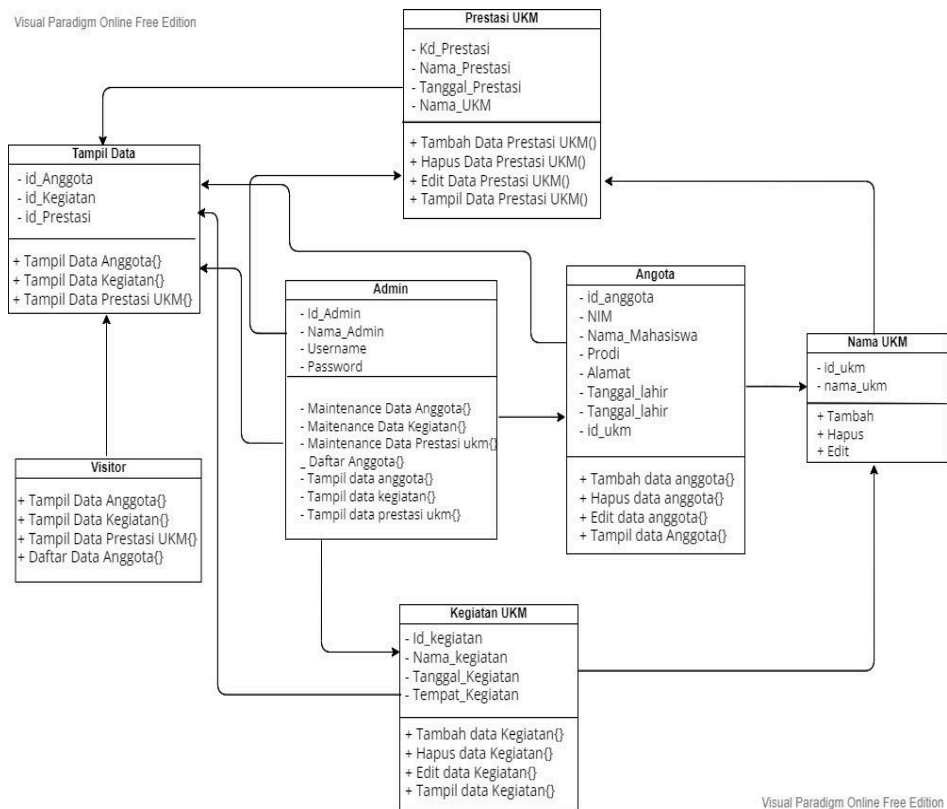 Visual Paradigm Online Free Edition
Prestasi UKM
- Kd_Prestasi
- Nama_Prestasi
- Tanggal_Prestasi
- Nama_UKM
+ Tambah Data Prestasi UKM()
+ Hapus Data Prestasi UKM()
+ Edit Data Prestasi UKM()
+ Tampil Data Prestasi UKM()
Tampil Data
- id_Anggota
- id_Kegiatan
- id_Prestasi
+ Tampil Data Anggota{}
+ Tampil Data Kegiatan{}
+ Tampil Data Prestasi UKM{}
Admin
- Id_Admin
- Nama_Admin
- Username
- Password
- Maintenance Data Anggota{}
- Maitenance Data Kegiatan{}
- Maintenance Data Prestasi ukm{}
_ Daftar Anggota{}
- Tampil data anggota{}
- Tampil data kegiatan{}
- Tampil data prestasi ukm{}
Angota
- id_anggota
- NIM
- Nama_Mahasiswa
- Prodi
- Alamat
- Tanggal_lahir
- Tanggal_lahir
- id_ukm
+ Tambah data anggota{}
+ Hapus data anggota{}
+ Edit data anggota{}
+ Tampil data Anggota{}
Nama UKM
- id_ukm
- nama_ukm
+ Tambah
+ Hapus
+ Edit
Visitor
+ Tampil Data Anggota{}
+ Tampil Data Kegiatan{}
+ Tampil Data Prestasi UKM{}
+ Daftar Data Anggota{}
Kegiatan UKM
- Id_kegiatan
- Nama_kegiatan
- Tanggal_Kegiatan
- Tempat_Kegiatan
+ Tambah data Kegiatan{}
+ Hapus data Kegiatan{}
+ Edit data Kegiatan{}
+ Tampil data Kegiatan{}
Visual Paradigm Online Free Edition